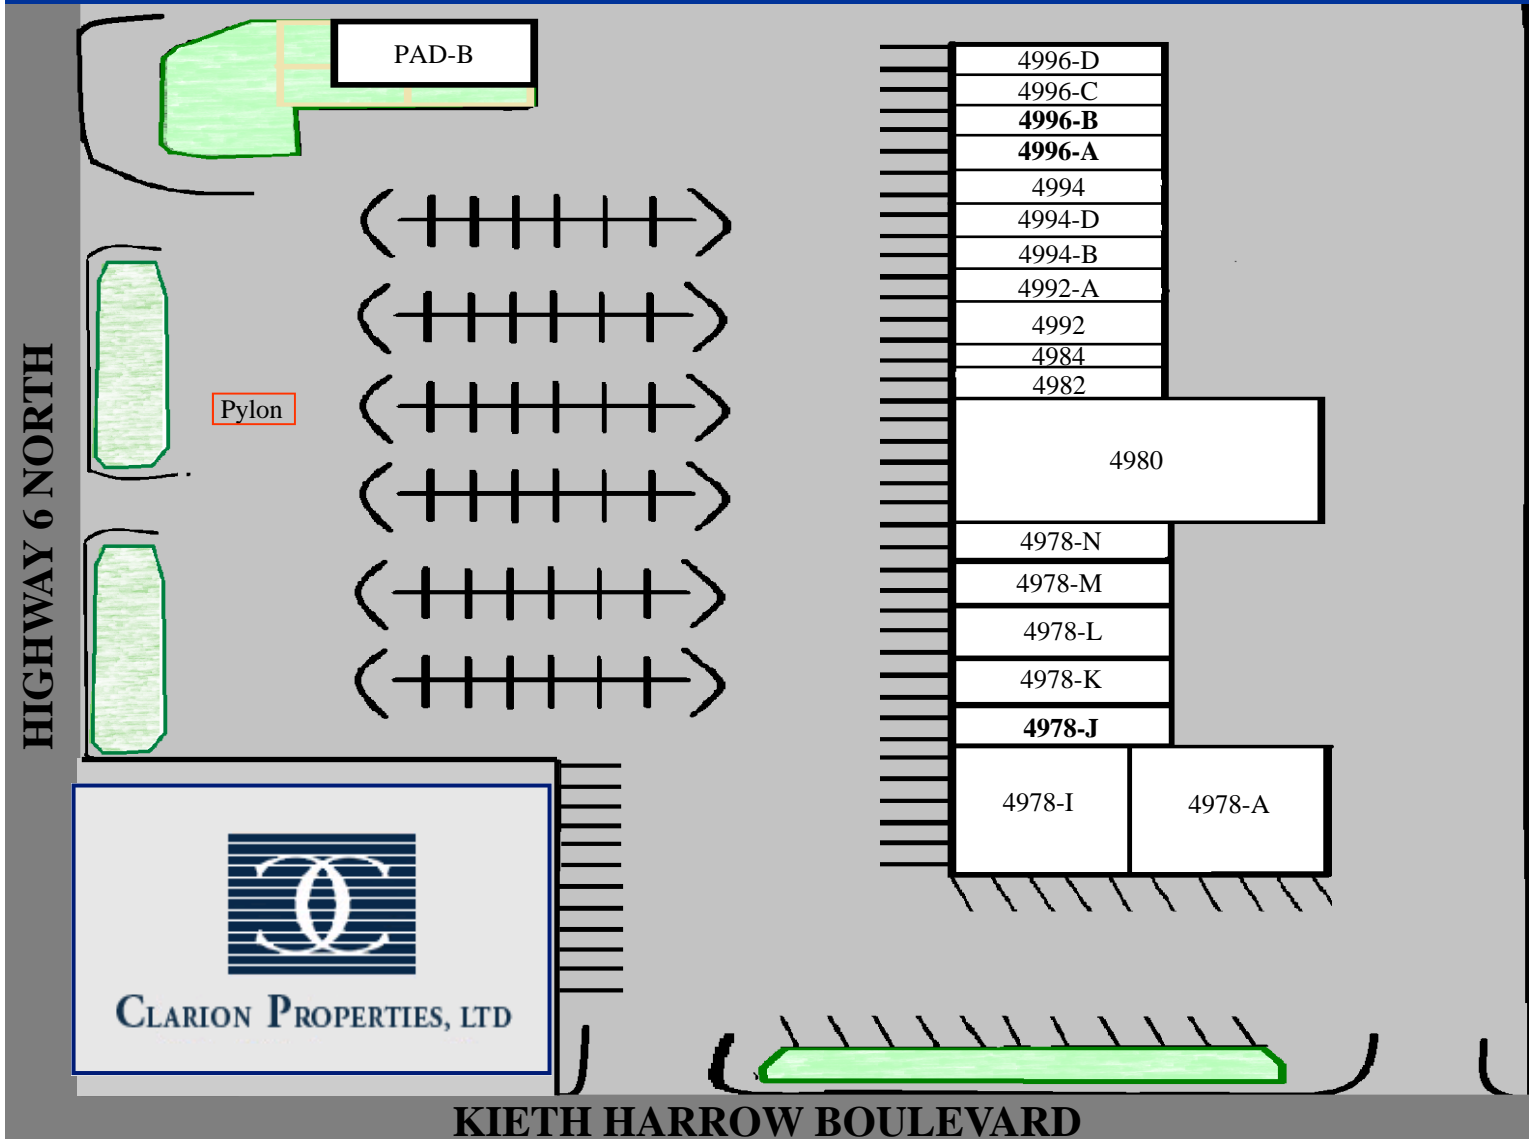 PAD-B
4996-D
4996-C
4996-B
4996-A
4994
4994-D
4994-B
4992-A
4992
4984
4982
4980
4978-N
4978-M
4978-L
4978-K
4978-J
4978-I
4978-A
Pylon
HIGHWAY 6 NORTH
CLARION PROPERTIES, LTD
KIETH HARROW BOULEVARD